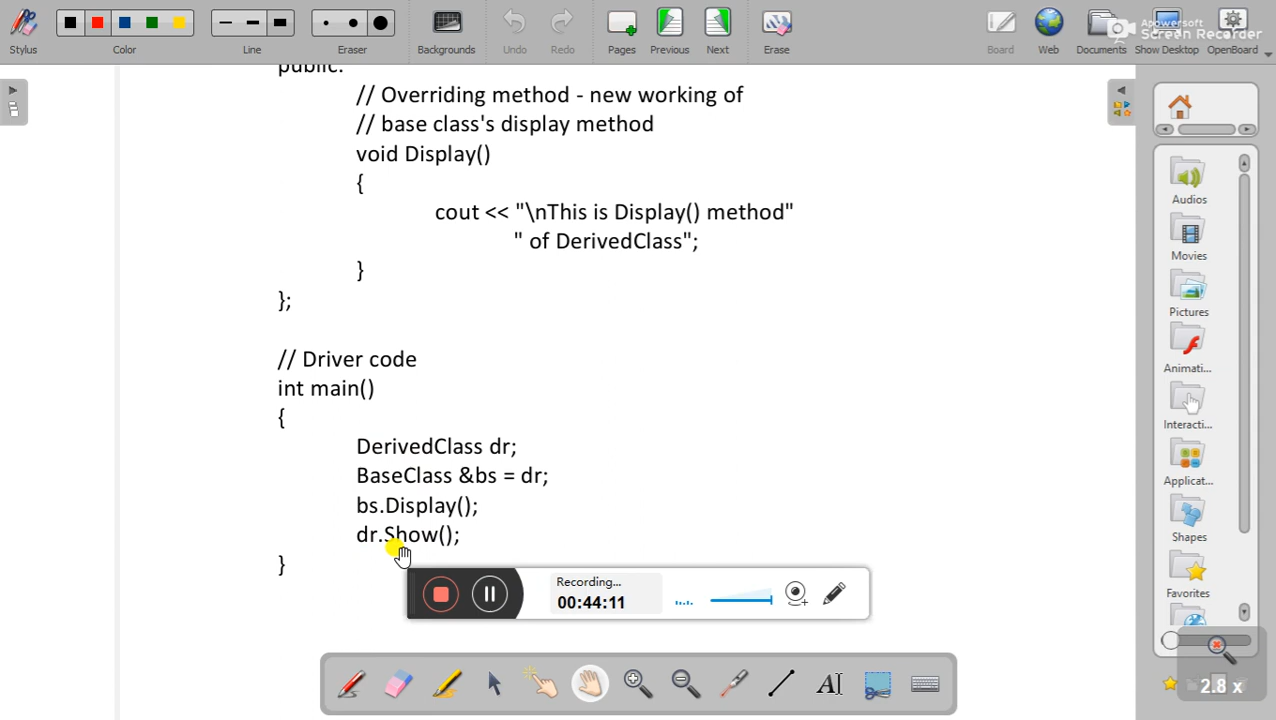 Stylus
Color
Line
Eraser
Backgrounds
Undo
Redo
Pages
Previous
Next
Erase
Board
Web
Documents
Show Desktop
OpenBoard
Apowersoft
Screen Recorder
public:
// Overriding method - new working of
// base class's display method
void Display()
{
cout << "\nThis is Display() method"
" of DerivedClass";
}
};
// Driver code
int main()
{
DerivedClass dr;
BaseClass &bs = dr;
bs.Display();
dr.Show();
}
Recording...
00:44:11
Audios
Movies
Pictures
Animati...
Interacti...
Applicat...
Shapes
Favorites
2.8 x